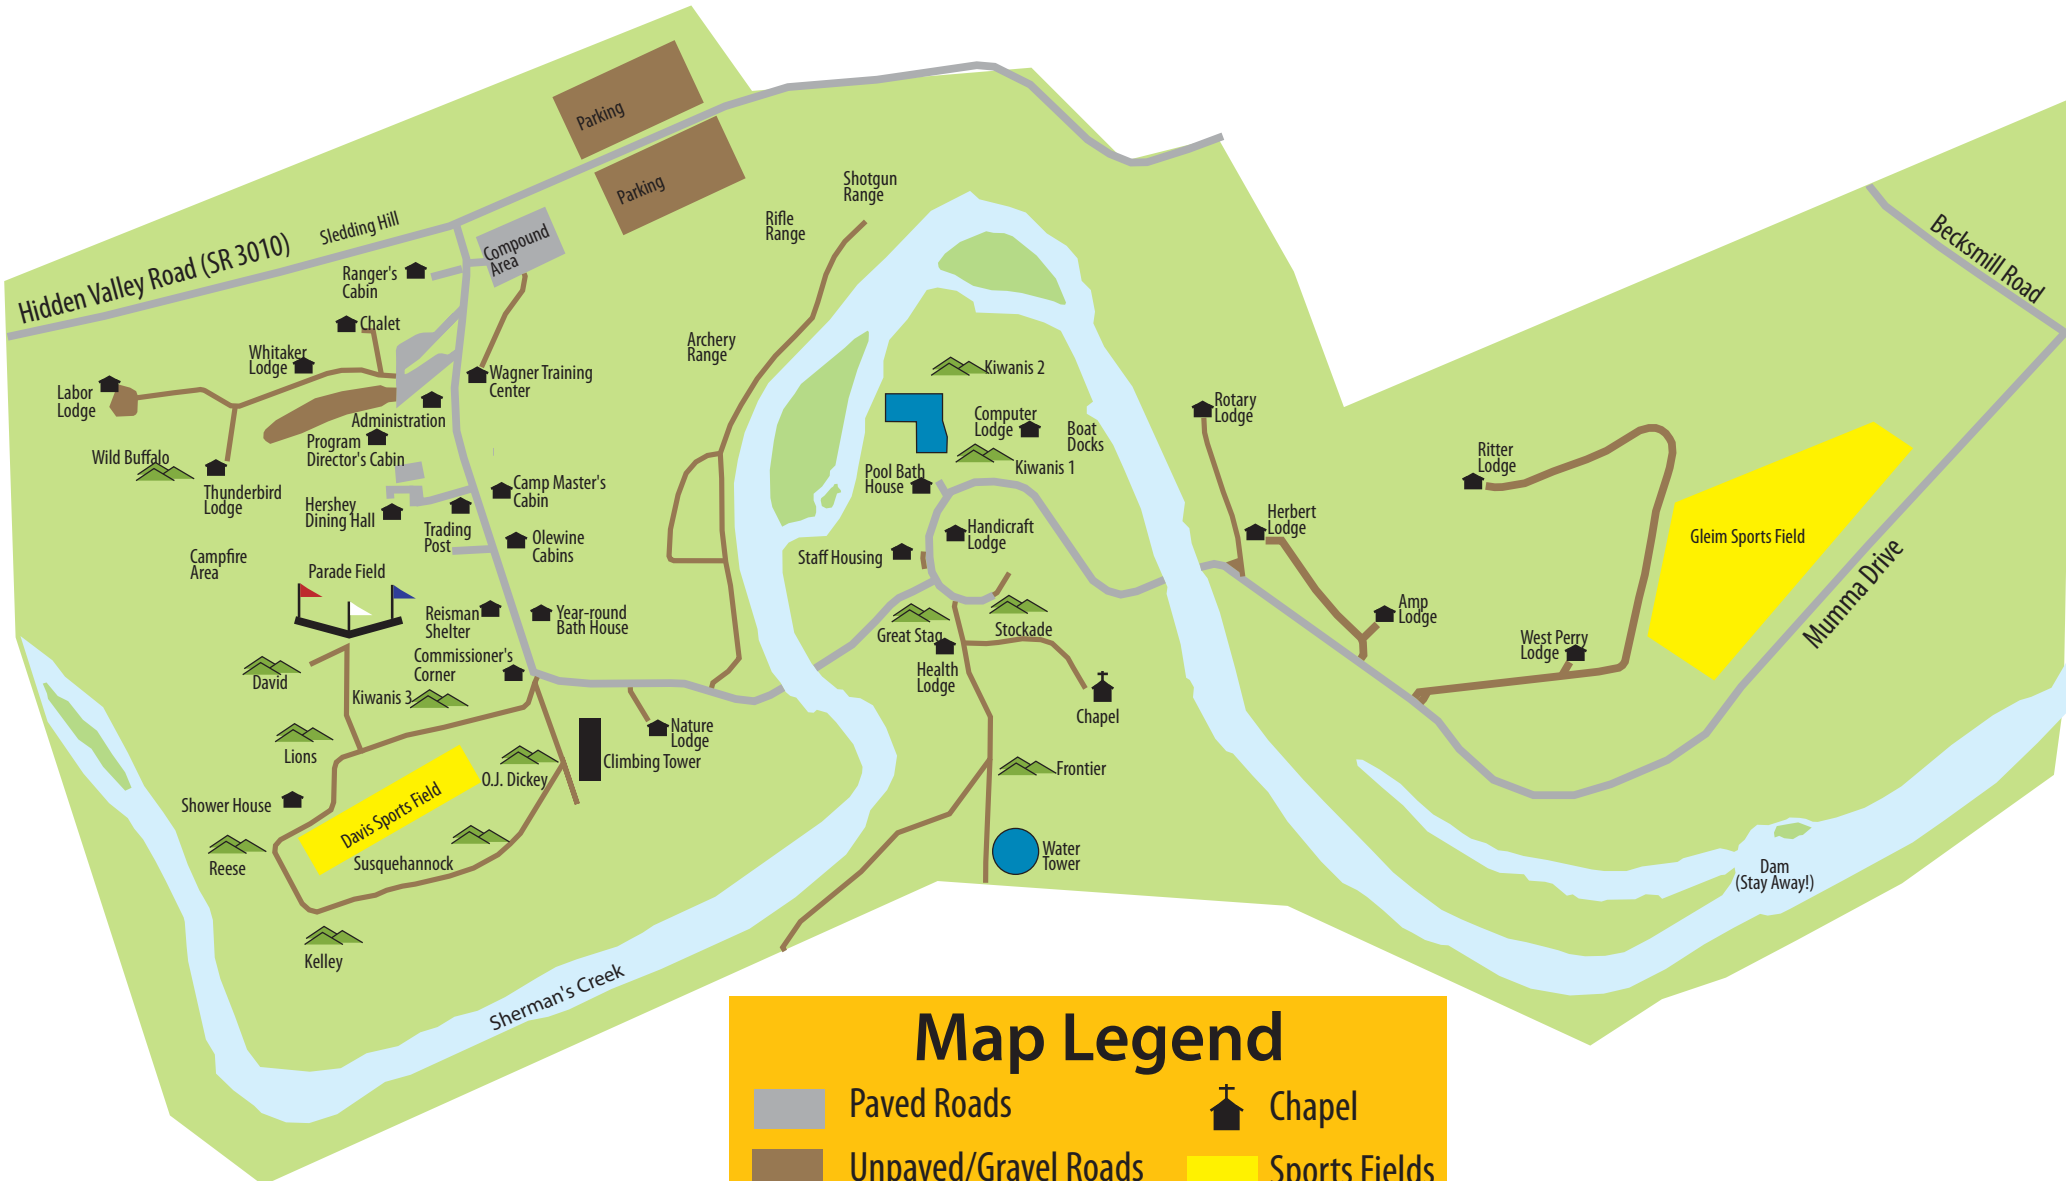 Parking
Parking
Shotgun
Range
Rifle
Range
Sledding Hill
Hidden Valley Road (SR 3010)
Compound
Area
Ranger's
Cabin
Chalet
Whitaker
Lodge
Labor
Lodge
Wagner Training
Center
Archery
Range
Administration
Program
Director's Cabin
Wild Buffalo
Thunderbird
Lodge
Hershey
Dining Hall
Trading
Post
Camp Master's
Cabin
Olewine
Cabins
Campfire
Area
Parade Field
Reisman
Shelter
Year-round
Bath House
Commissioner's
Corner
David
Kiwanis 3
Lions
Nature
Lodge
Climbing Tower
O.J. Dickey
Shower House
Davis Sports Field
Susquehannock
Reese
Kelley
Sherman's Creek
Kiwanis 2
Computer
Lodge
Boat
Docks
Kiwanis 1
Pool Bath
House
Handicraft
Lodge
Staff Housing
Great Stag
Stockade
Health
Lodge
Chapel
Frontier
Water
Tower
Rotary
Lodge
Herbert
Lodge
Amp
Lodge
Ritter
Lodge
West Perry
Lodge
Gleim Sports Field
Becksmill Road
Mumma Drive
Dam
(Stay Away!)
Map Legend
Paved Roads
Chapel
Unpaved/Gravel Roads
Sports Fields